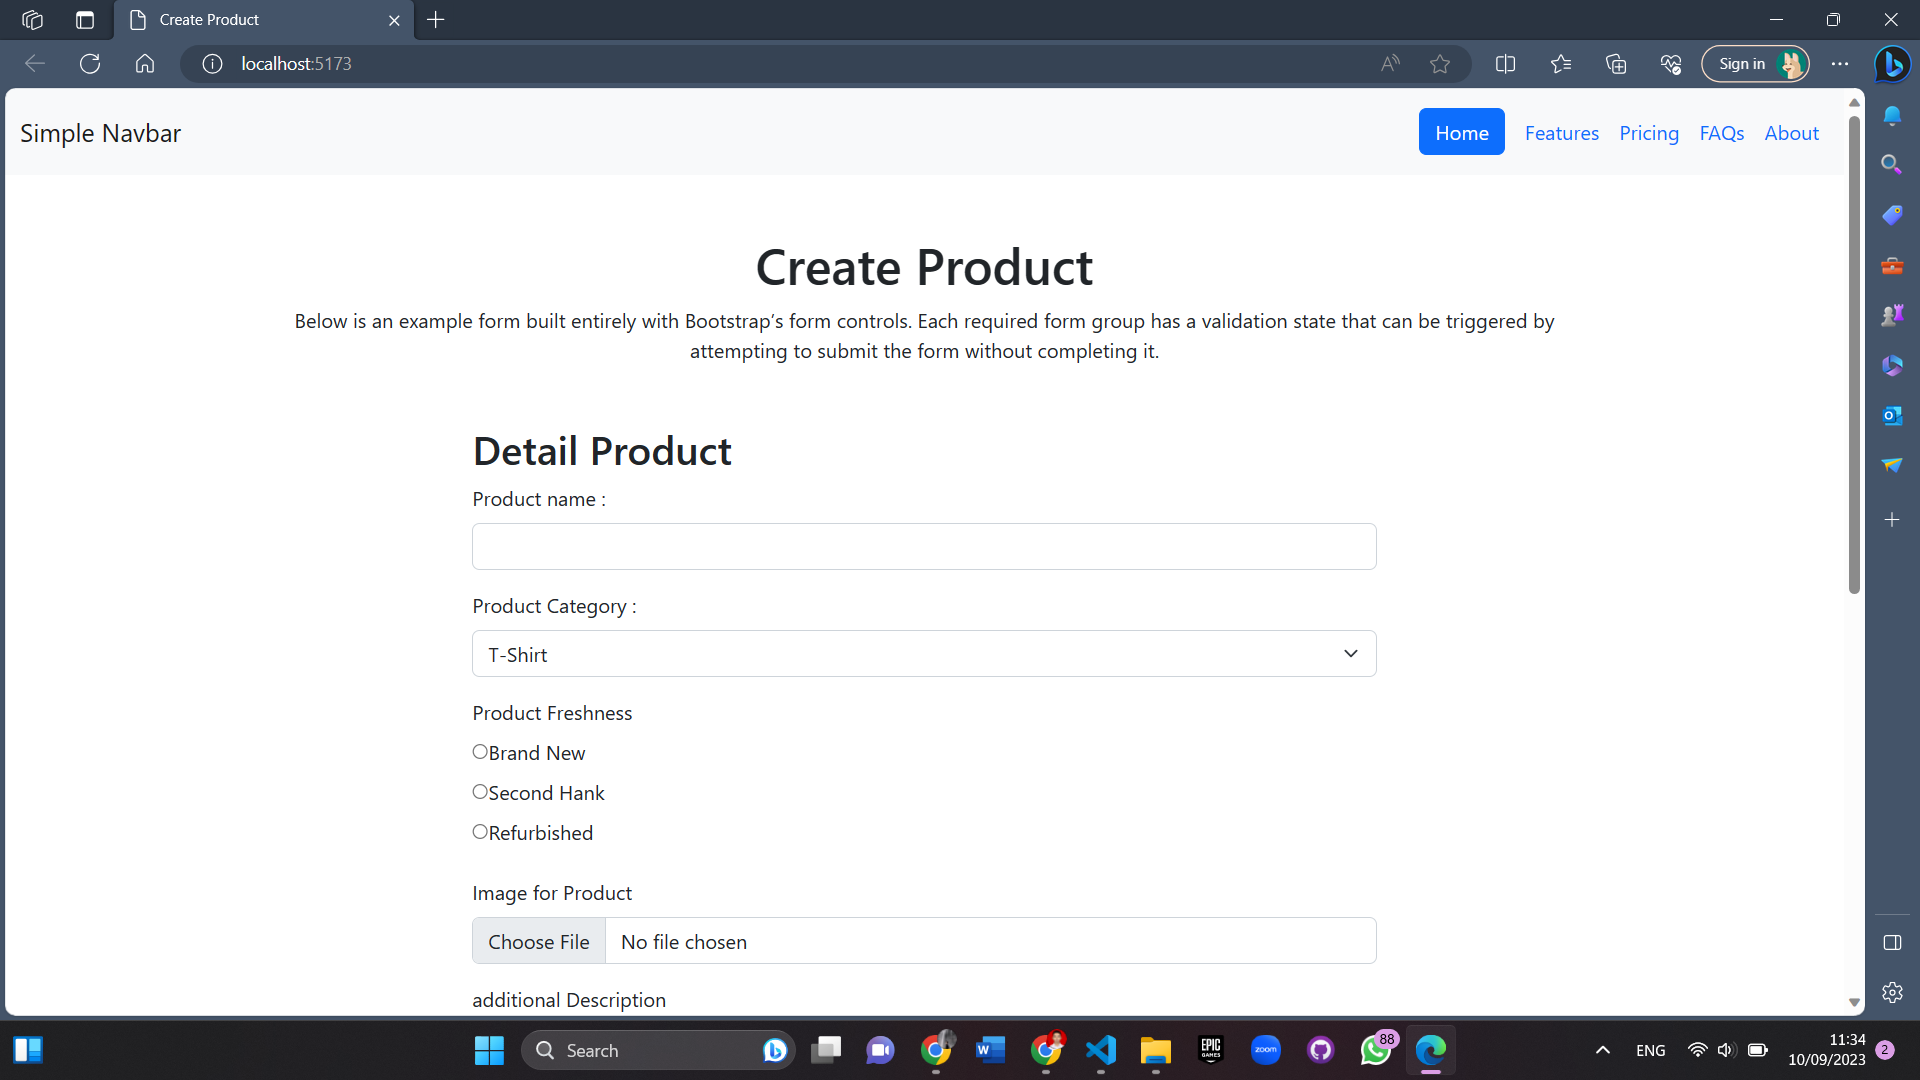 Create Product
localhost:5173
Sign in
Simple Navbar
Home
Features
Pricing
FAQs
About
Create Product
Below is an example form built entirely with Bootstrap’s form controls. Each required form group has a validation state that can be triggered by
attempting to submit the form without completing it.
Detail Product
Product name :
Product Category :
T-Shirt
Product Freshness
Brand New
Second Hank
Refurbished
Image for Product
Choose File
No file chosen
additional Description
Search
EPIC
GAMES
zoom
88
ENG
11:34
10/09/2023
2